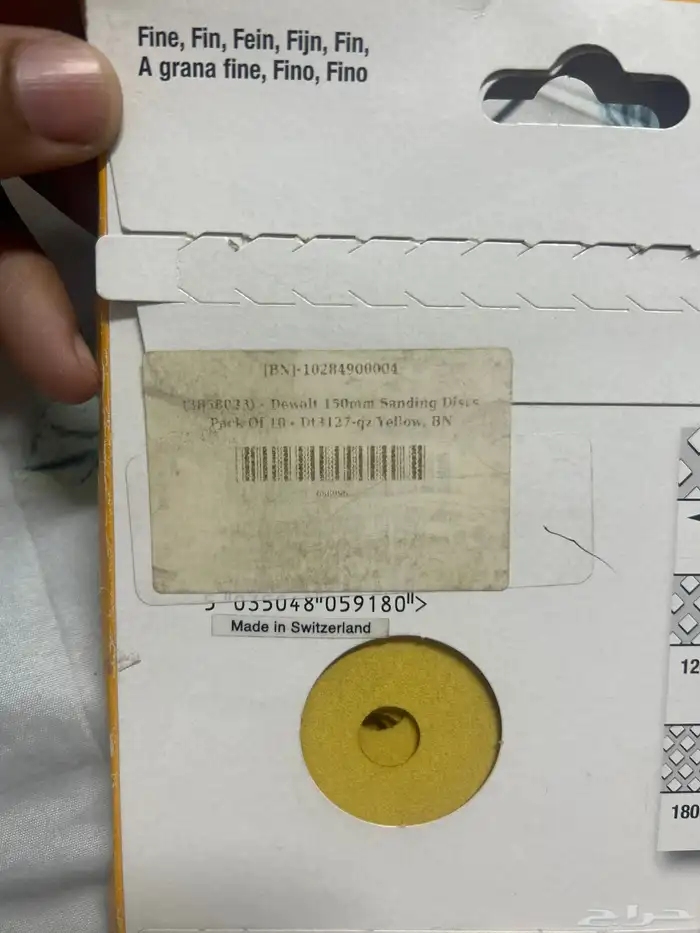 Fine, Fin, Fein, Fijn, Fin,
A grana fine, Fino, Fino
[BN]-10284900004
(3858033) - Dewalt 150mm Sanding Discs
Pack Of 10 - Dt3127-qz Yellow, BN
5 "035048"059180">
Made in Switzerland
12
180
حراج